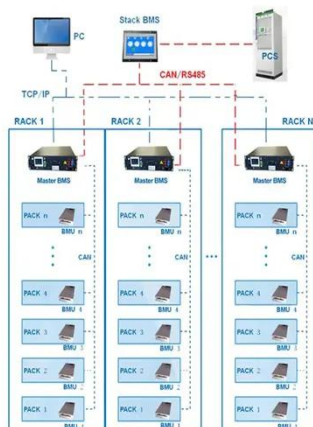 PC
Stack BMS
PCS
CAN/RS485
TCP/IP
RACK 1
RACK 2
RACK N
Master BMS
Master BMS
Master BMS
PACK n
PACK n
PACK n
BMU n
BMU n
BMU n
CAN
CAN
CAN
PACK 4
PACK 4
PACK 4
BMU 4
BMU 4
BMU 4
PACK 3
PACK 3
PACK 3
BMU 3
BMU 3
BMU 3
PACK 2
PACK 2
PACK 2
BMU 2
BMU 2
BMU 2
PACK 1
PACK 1
PACK 1